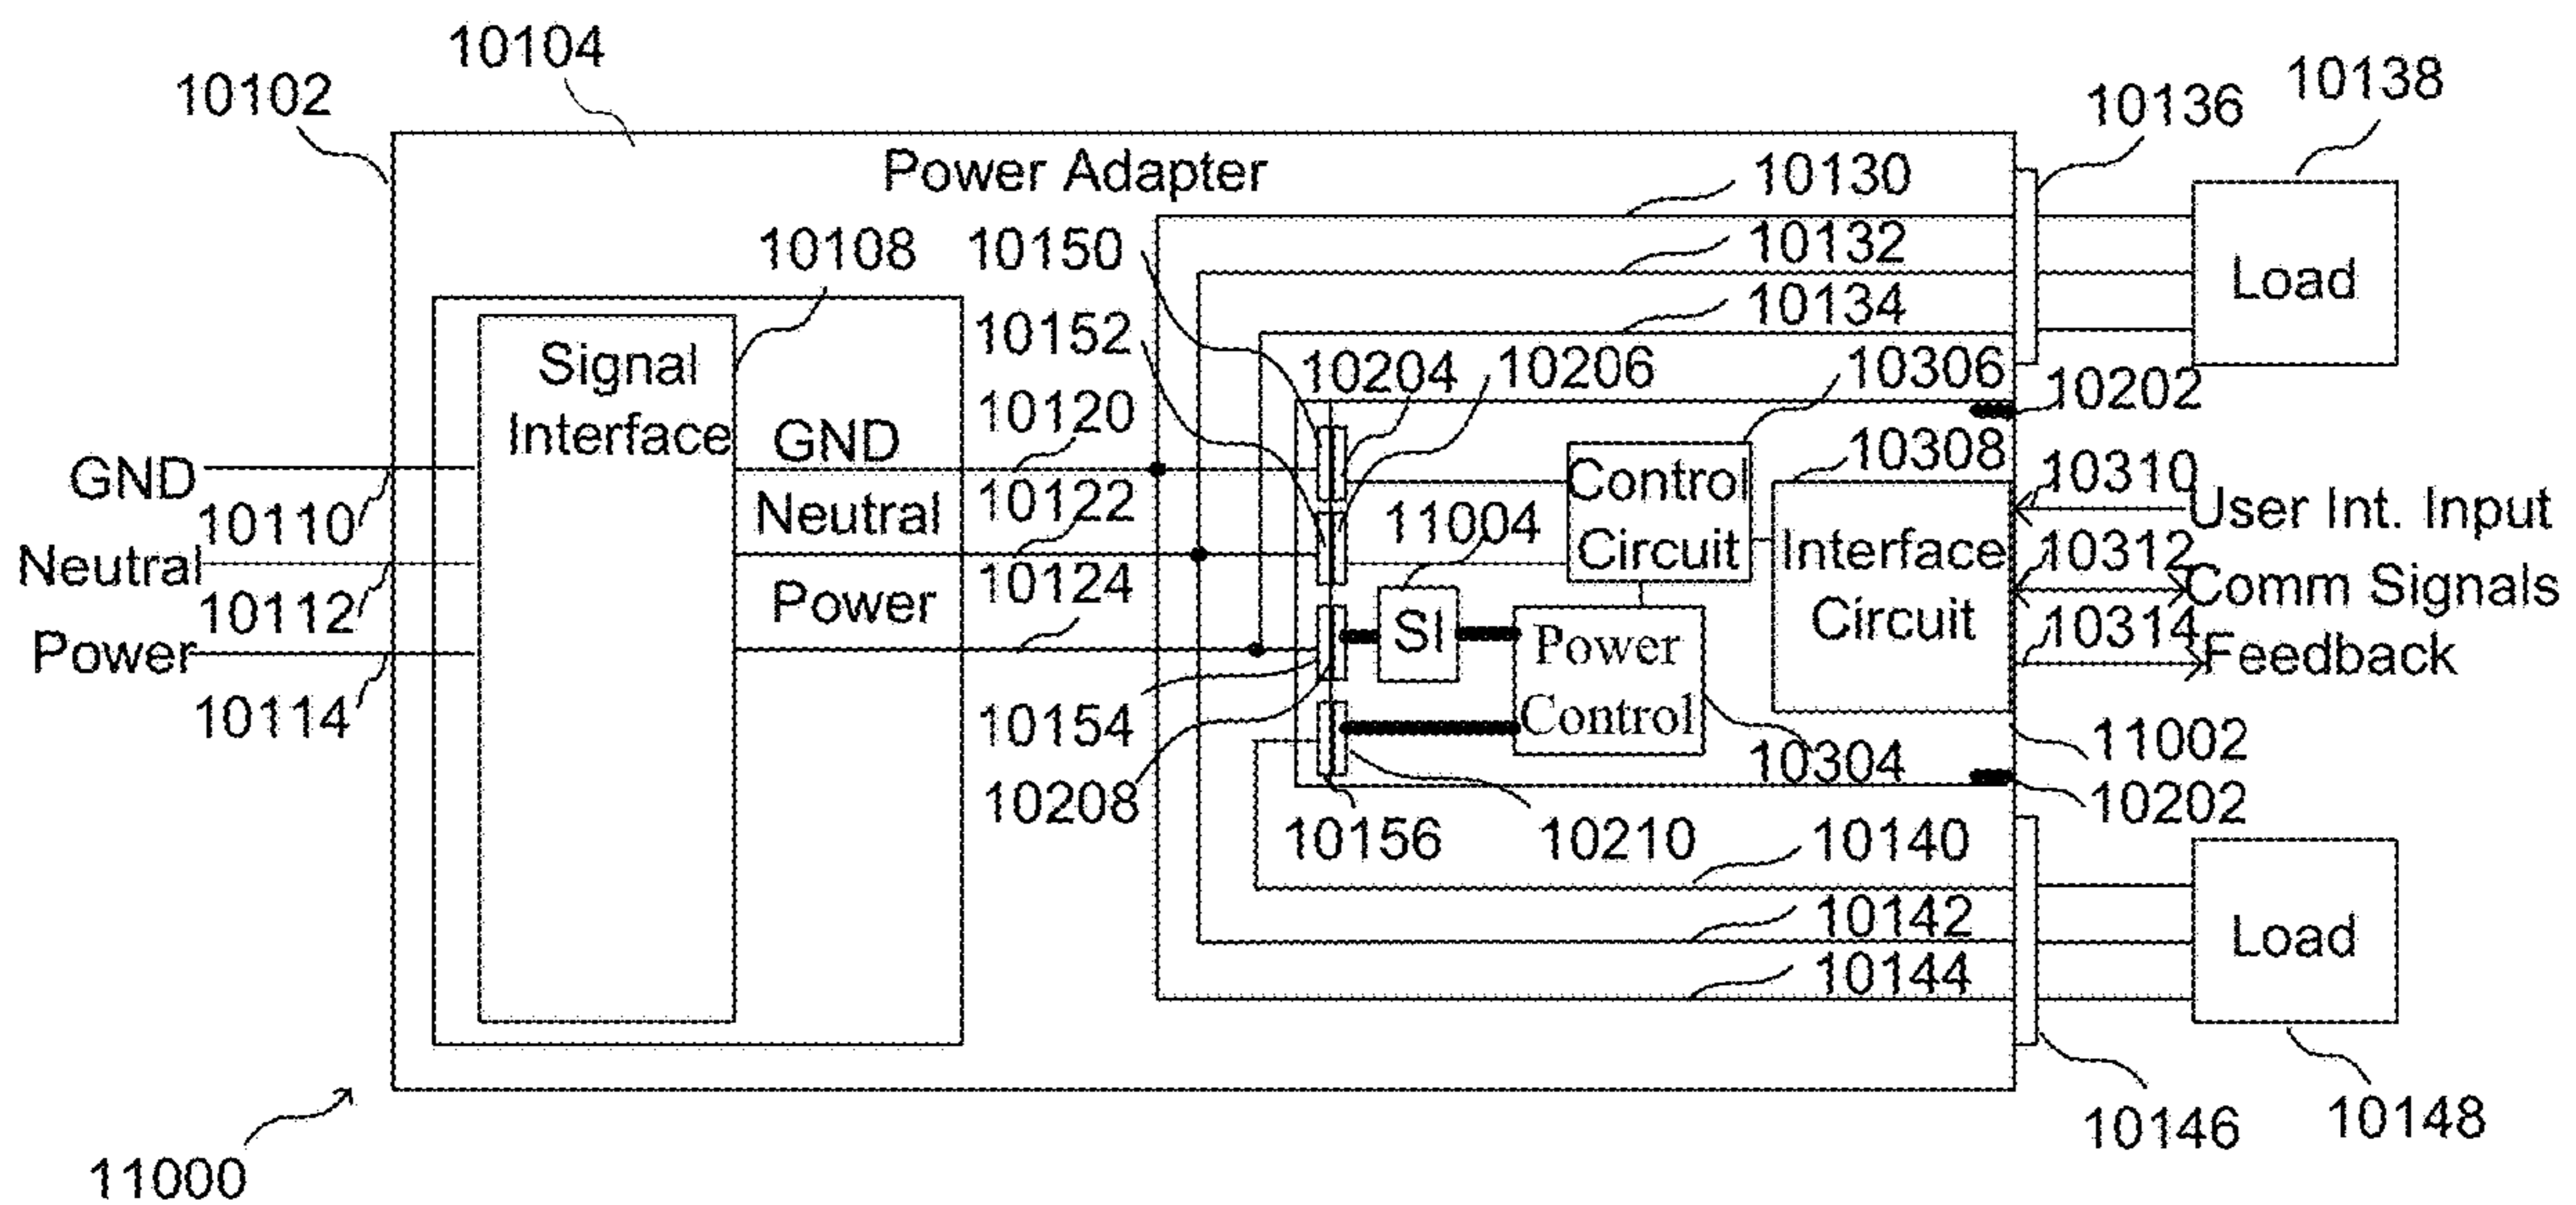 10104
10138
10102
10136
Power Adapter
10130
10108
10150
10132
Load
10134
10152
Signal
Interface
10204
10206
10306
10202
10120
GND
10308
GND
10110
10122
Neutral
11004
Control
Circuit
Interface
Circuit
10310
User Int. Input
Neutral
10112
10124
Power
SI
10312
Comm Signals
Power
10114
Power
Control
10314
Feedback
10154
11002
10208
10304
10202
10156
10210
10140
10142
Load
10144
10146
10148
11000